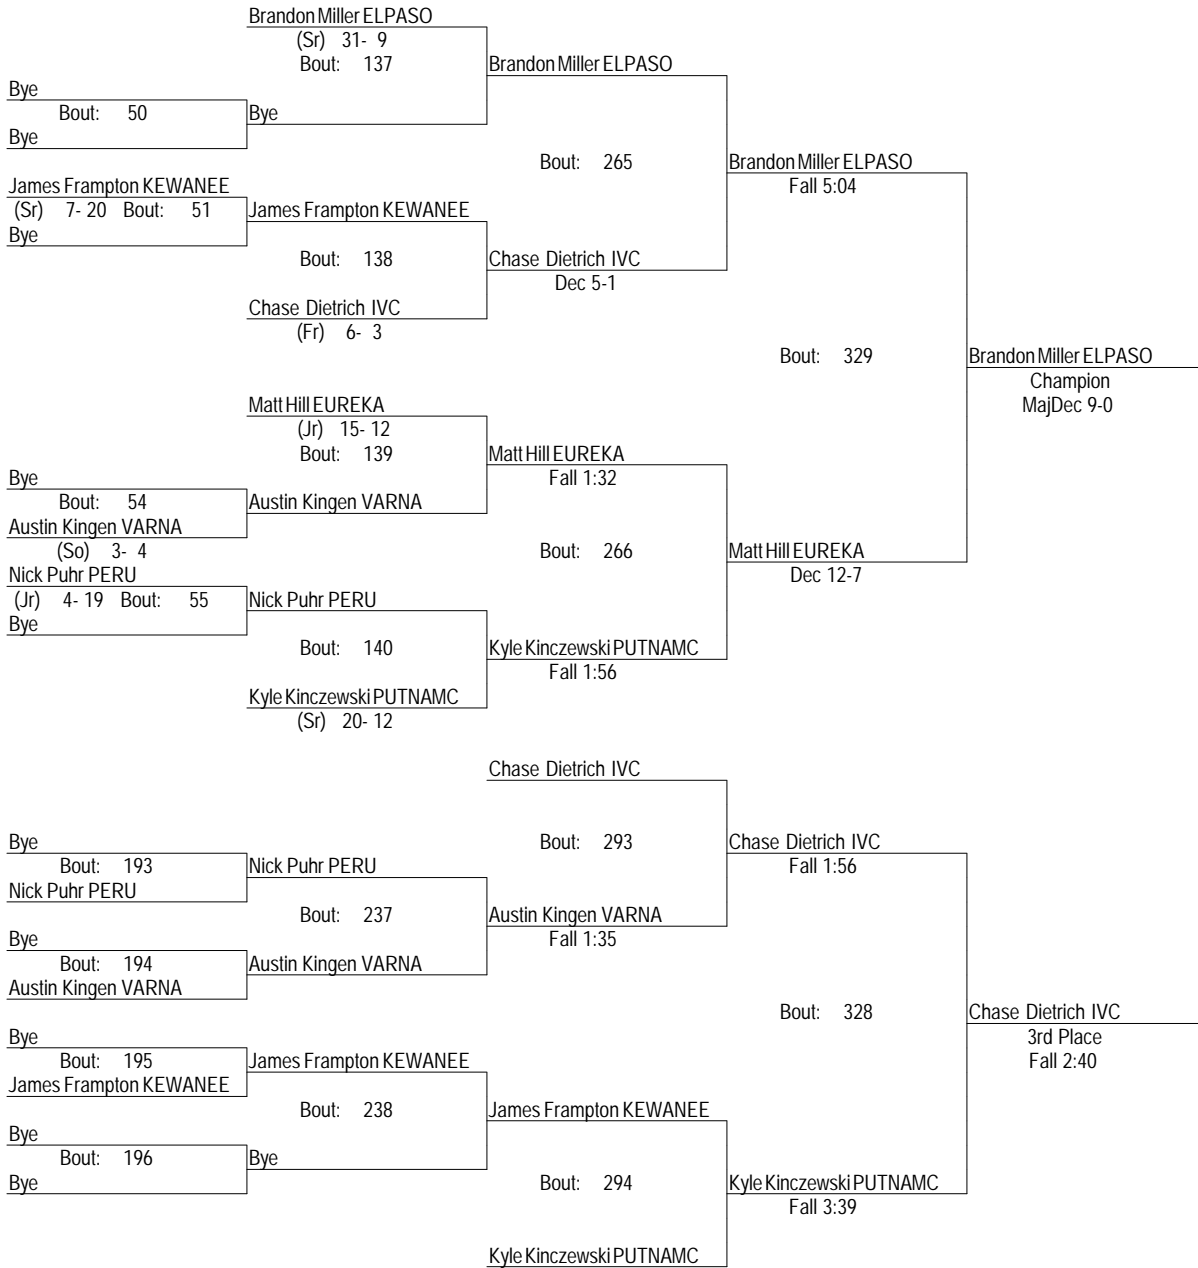 Brandon Miller ELPASO
(Sr) 31- 9
Bout: 137
Brandon Miller ELPASO
Bye
Bout: 50
Bye
Bye
Bout: 265
Brandon Miller ELPASO
Fall 5:04
James Frampton KEWANEE
(Sr) 7- 20 Bout: 51
James Frampton KEWANEE
Bye
Bout: 138
Chase Dietrich IVC
Dec 5-1
Chase Dietrich IVC
(Fr) 6- 3
Bout: 329
Brandon Miller ELPASO
Champion
MajDec 9-0
Matt Hill EUREKA
(Jr) 15- 12
Bout: 139
Matt Hill EUREKA
Fall 1:32
Bye
Bout: 54
Austin Kingen VARNA
Austin Kingen VARNA
(So) 3- 4
Bout: 266
Matt Hill EUREKA
Dec 12-7
Nick Puhr PERU
(Jr) 4- 19 Bout: 55
Nick Puhr PERU
Bye
Bout: 140
Kyle Kinczewski PUTNAMC
Fall 1:56
Kyle Kinczewski PUTNAMC
(Sr) 20- 12
Chase Dietrich IVC
Bout: 293
Chase Dietrich IVC
Fall 1:56
Bye
Bout: 193
Nick Puhr PERU
Nick Puhr PERU
Bout: 237
Austin Kingen VARNA
Fall 1:35
Bye
Bout: 194
Austin Kingen VARNA
Austin Kingen VARNA
Bout: 328
Chase Dietrich IVC
3rd Place
Fall 2:40
Bye
Bout: 195
James Frampton KEWANEE
James Frampton KEWANEE
Bout: 238
James Frampton KEWANEE
Bye
Bout: 196
Bye
Bye
Bout: 294
Kyle Kinczewski PUTNAMC
Fall 3:39
Kyle Kinczewski PUTNAMC